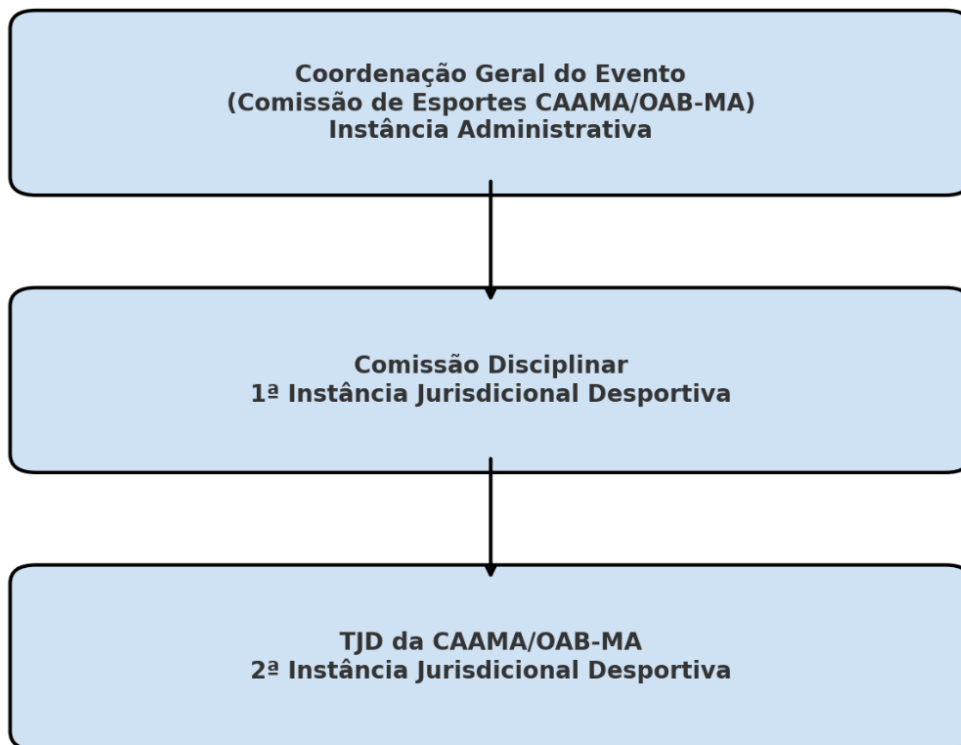 Coordenação Geral do Evento
(Comissão de Esportes CAAMA/OAB-MA)
Instância Administrativa
Comissão Disciplinar
1ª Instância Jurisdicional Desportiva
TJD da CAAMA/OAB-MA
2ª Instância Jurisdicional Desportiva